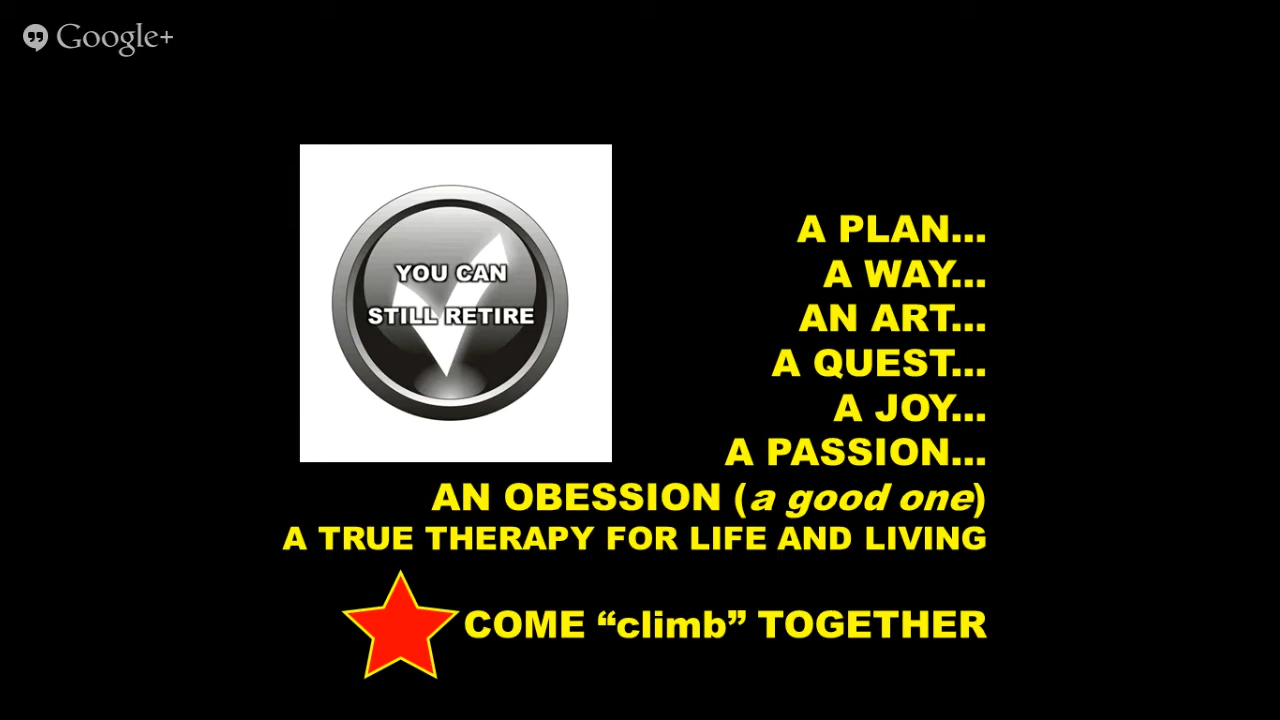 Google+
YOU CAN
STILL RETIRE
A PLAN...
A WAY...
AN ART...
A QUEST...
A JOY...
A PASSION...
AN OBESSION (a good one)
A TRUE THERAPY FOR LIFE AND LIVING
COME “climb” TOGETHER